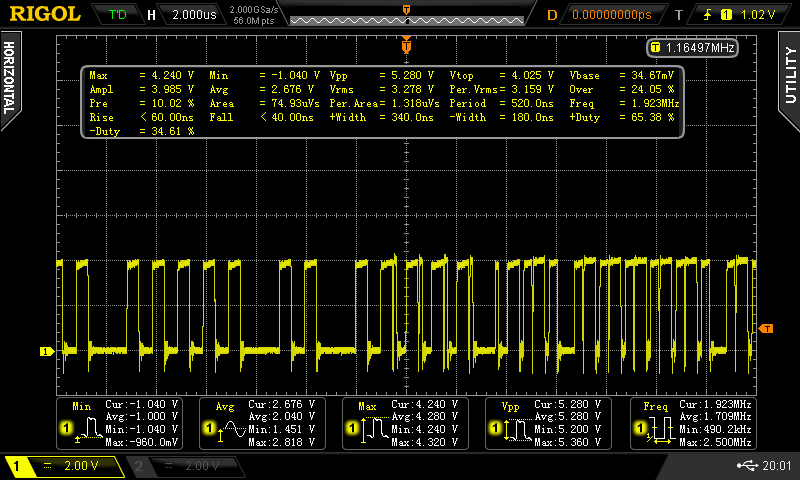 RIGOL T'D H 2.000us 2.000GSa/s 56.0M pts D 0.00000000ps T 1 1.02 V
T 1.16497MHz
HORIZONTAL
UTILITY
Max = 4.240 V Min = -1.040 V Vpp = 5.280 V Vtop = 4.025 V Vbase = 34.67mV
Ampl = 3.985 V Avg = 2.676 V Vrms = 3.278 V Per.Vrms= 3.159 V Over = 24.05 %
Pre = 10.02 % Area = 74.93uVs Per.Area= 1.318uVs Period = 520.0ns Freq = 1.923MHz
Rise < 60.00ns Fall < 40.00ns +Width = 340.0ns -Width = 180.0ns +Duty = 65.38 %
-Duty = 34.61 %
T
1
T
Min Cur:-1.040 V
Avg:-1.000 V
1 Min:-1.040 V
Max:-960.0mV
Avg Cur:2.676 V
Avg:2.040 V
1 Min:1.451 V
Max:2.818 V
Max Cur:4.240 V
Avg:4.280 V
1 Min:4.240 V
Max:4.320 V
Vpp Cur:5.280 V
Avg:5.280 V
1 Min:5.200 V
Max:5.360 V
Freq Cur:1.923MHz
Avg:1.709MHz
1 Min:490.2kHz
Max:2.500MHz
1 2.00 V 2 2.00 V 20:01